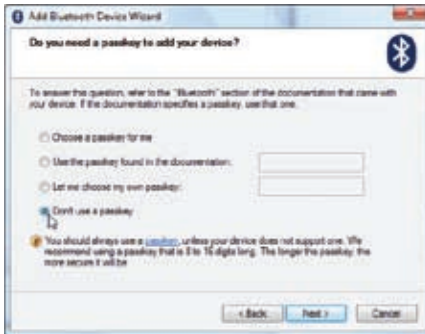 Add Bluetooth Device Wizard
Do you need a passkey to add your device?
To answer this question, refer to the "Bluetooth" section of the documentation that came with
your device. If the documentation specifies a passkey, use that one.
Choose a passkey for me
Use the passkey found in the documentation:
Let me choose my own passkey:
Don't use a passkey
You should always use a passkey, unless your device does not support one. We
recommend using a passkey that is 8 to 16 digits long. The longer the passkey, the
more secure it will be.
< Back
Next >
Cancel